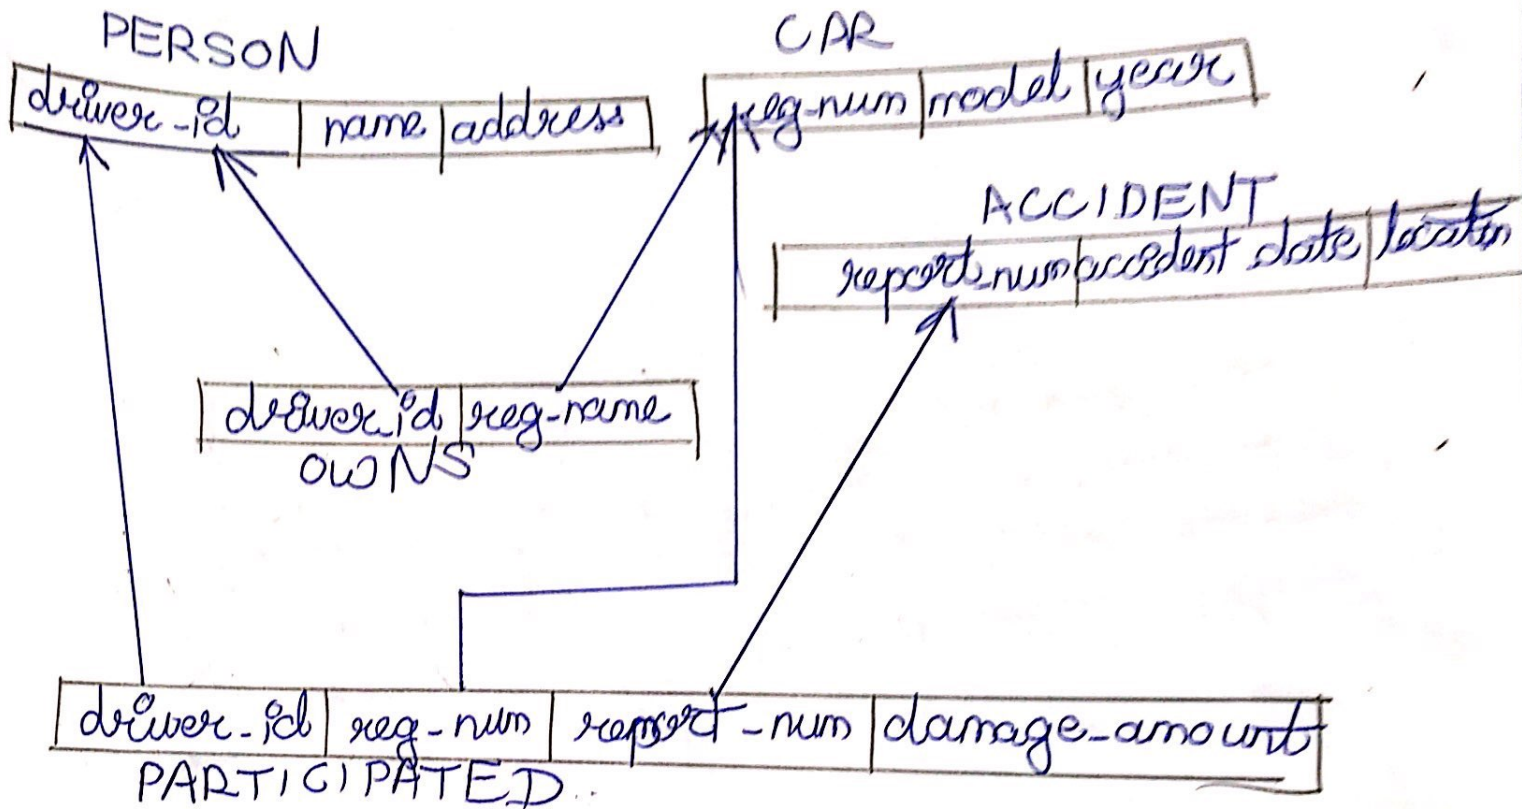 PERSON
driver-id name address
CAR
reg-num model year
ACCIDENT
report-num accident date location
driver-id reg-name
OWNS
driver-id reg-num report-num damage-amount
PARTICIPATED